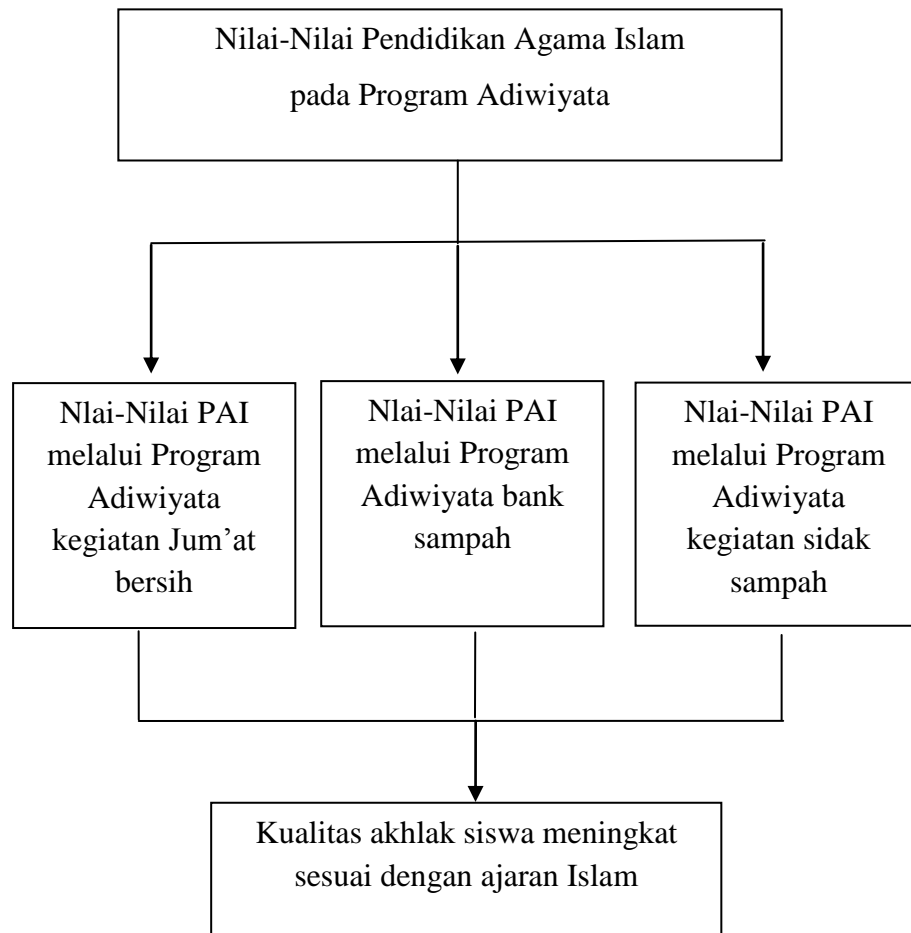 Nilai-Nilai Pendidikan Agama Islam
pada Program Adiwiyata
Nlai-Nilai PAI
melalui Program
Adiwiyata
kegiatan Jum’at
bersih
Nlai-Nilai PAI
melalui Program
Adiwiyata bank
sampah
Nlai-Nilai PAI
melalui Program
Adiwiyata
kegiatan sidak
sampah
Kualitas akhlak siswa meningkat
sesuai dengan ajaran Islam